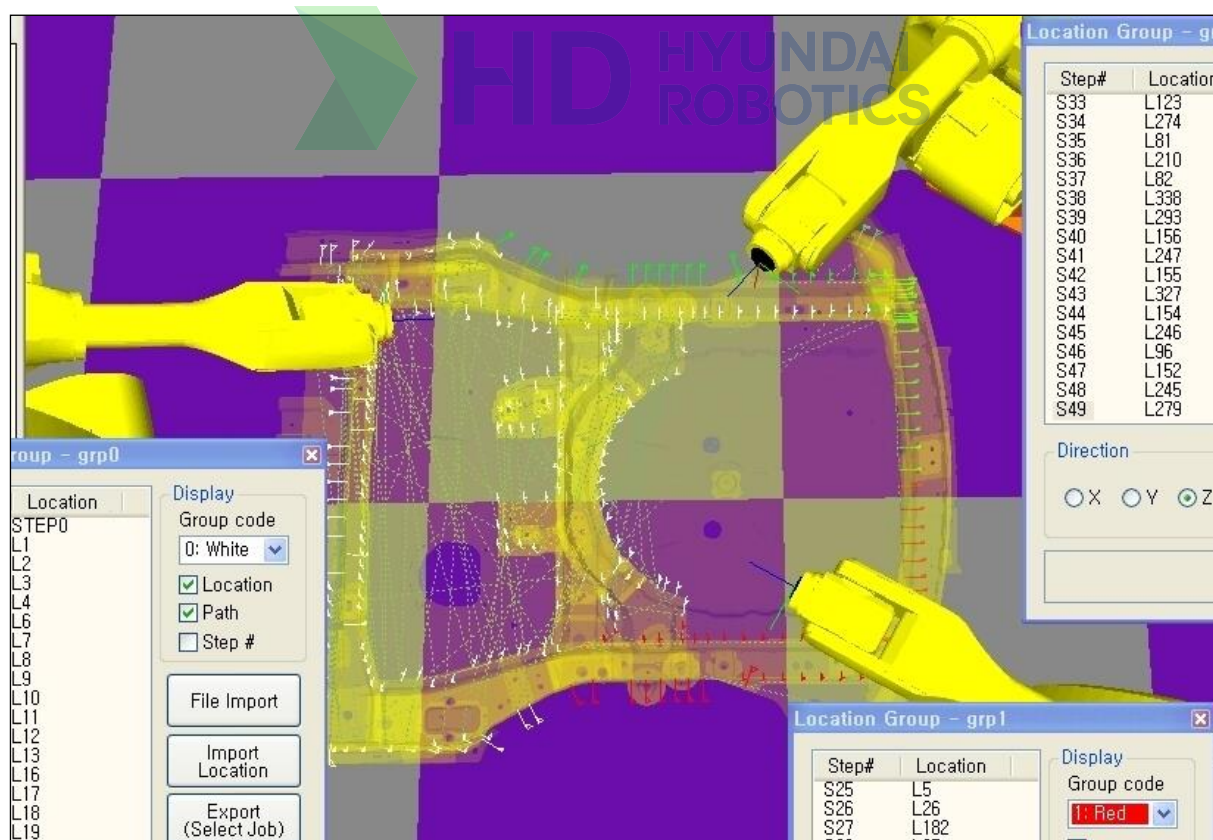 HD HYUNDAI
ROBOTICS
Location Group - gr
Step# Location
S33 L123
S34 L274
S35 L81
S36 L210
S37 L82
S38 L338
S39 L293
S40 L156
S41 L247
S42 L155
S43 L327
S44 L154
S45 L246
S46 L96
S47 L152
S48 L245
S49 L279
Direction
X Y Z
roup - grp0
Location
STEP0
L1
L2
L3
L4
L6
L7
L8
L9
L10
L11
L12
L13
L16
L17
L18
L19
Display
Group code
0: White
Location
Path
Step #
File Import
Import
Location
Export
(Select Job)
Location Group - grp1
Step# Location
S25 L5
S26 L26
S27 L182
Display
Group code
1: Red